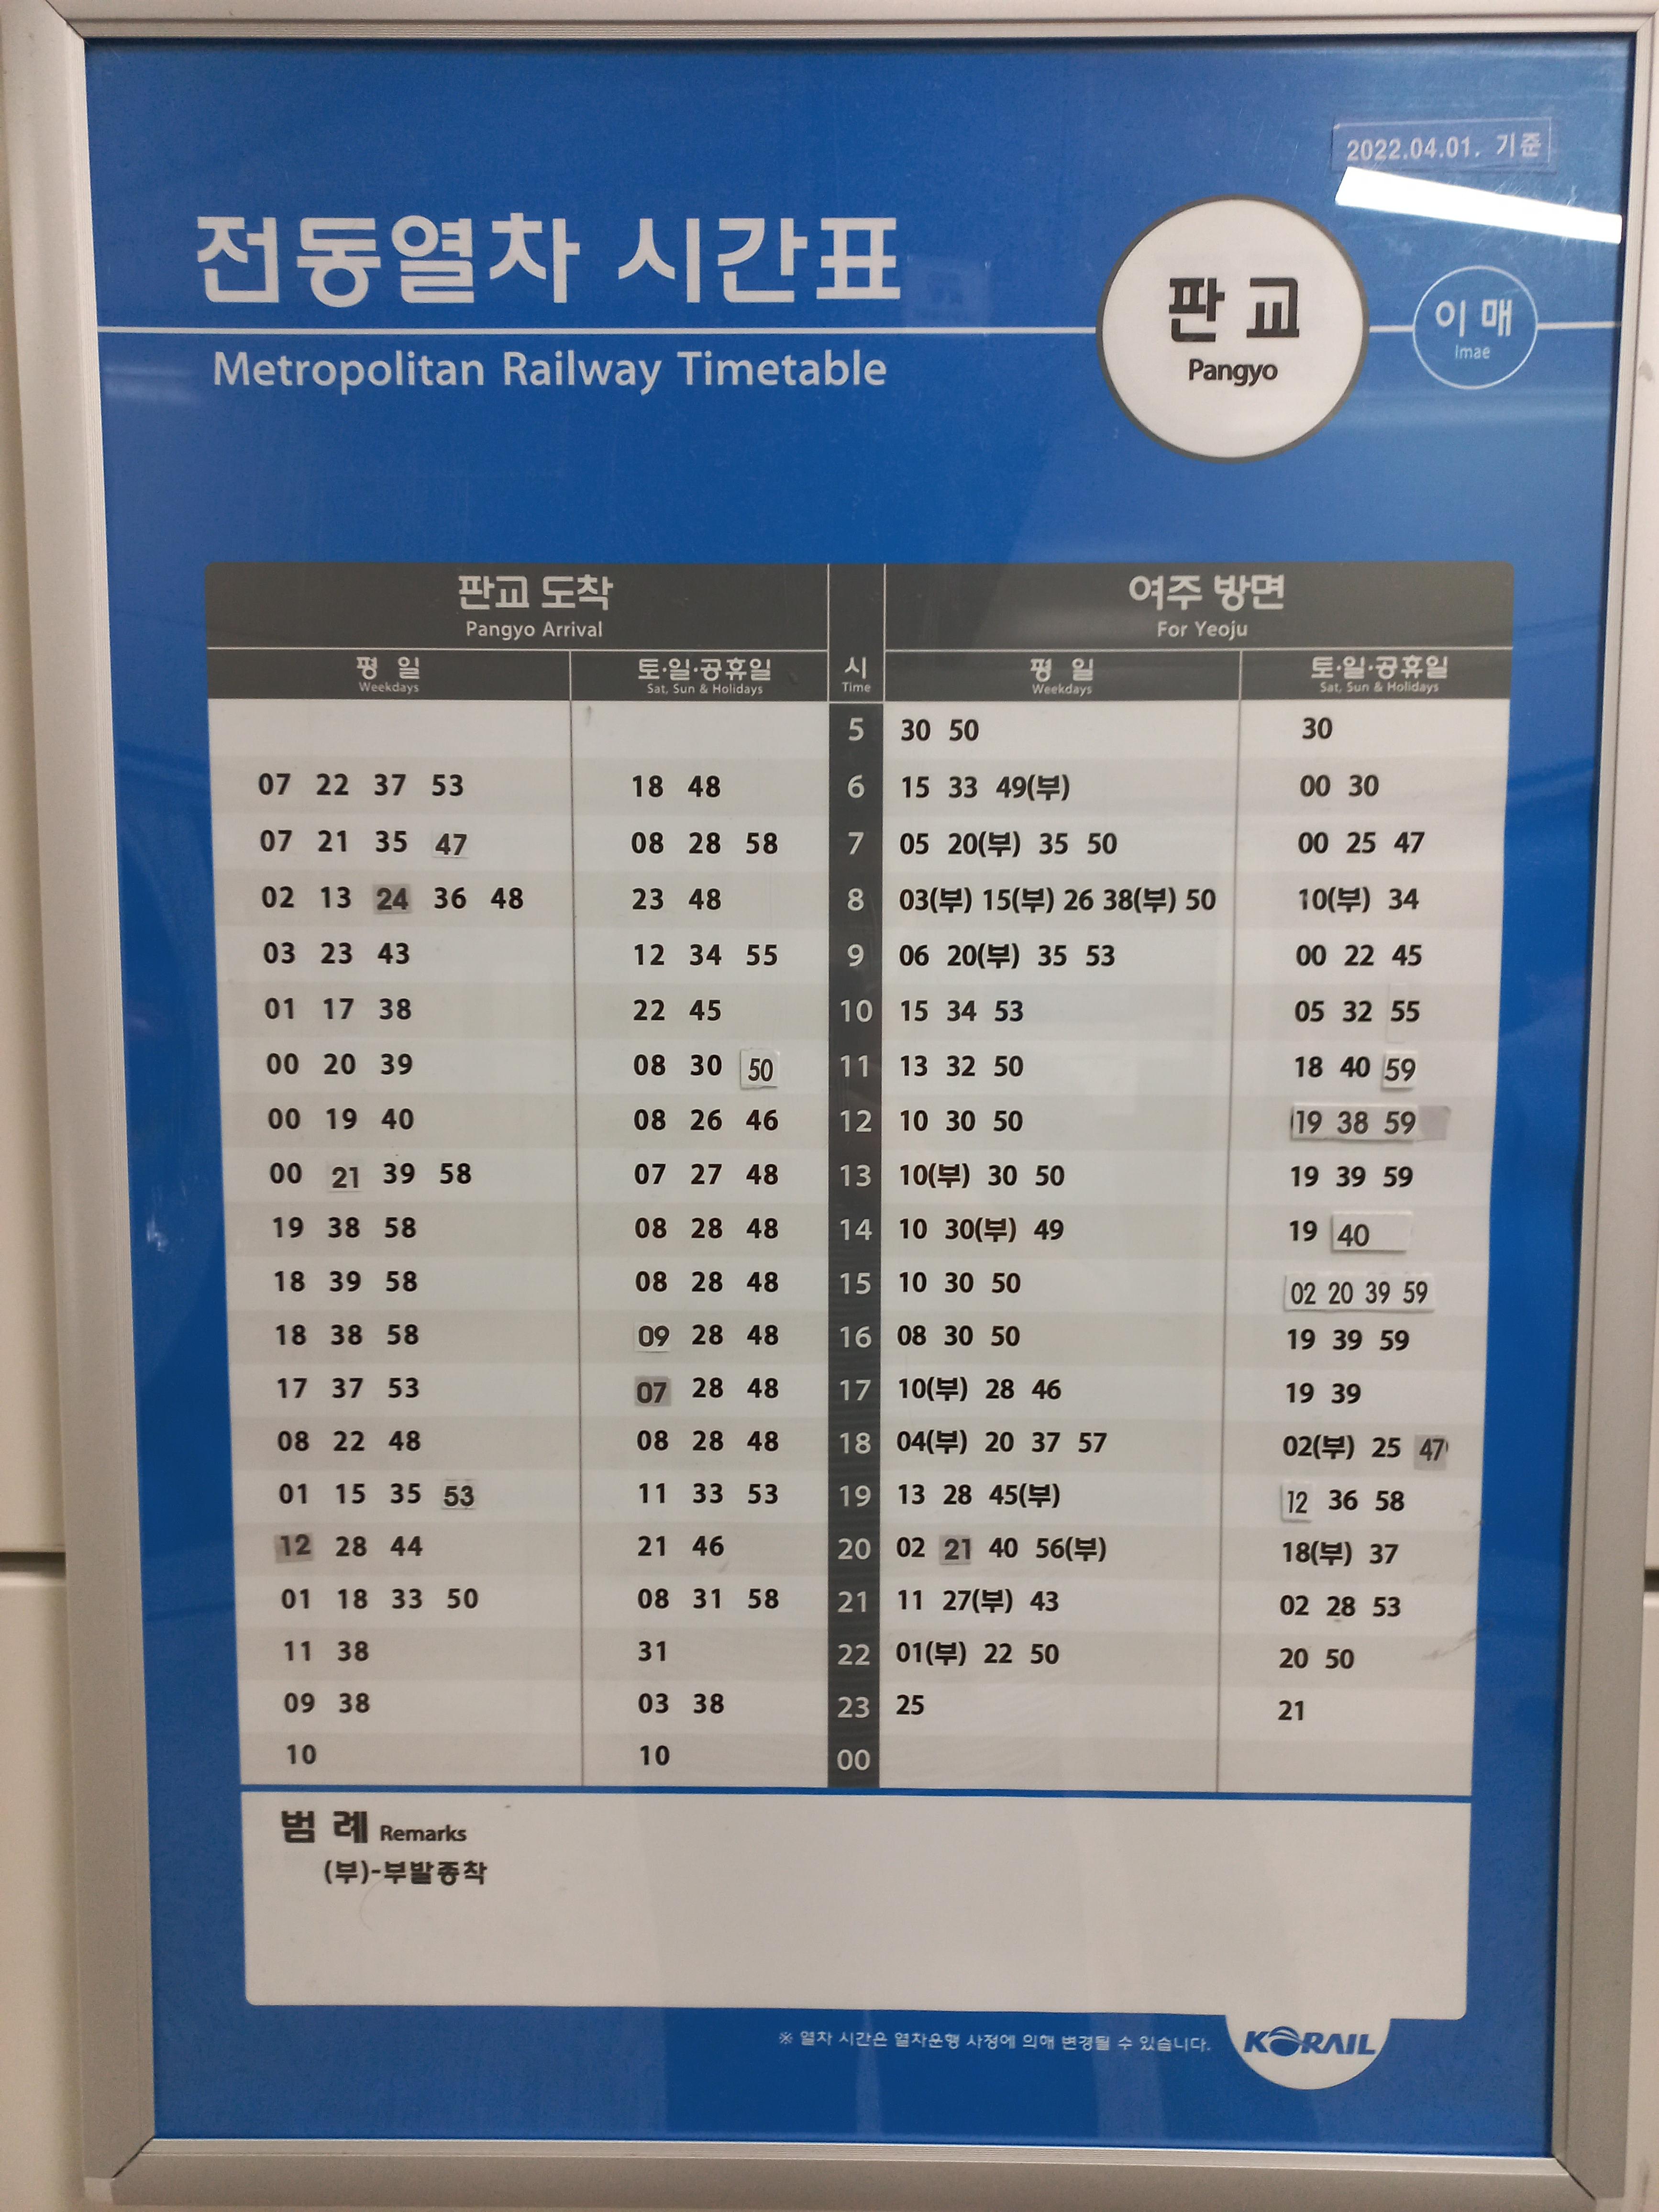 2022.04.01. 기준
전동열차 시간표
Metropolitan Railway Timetable
판교
Pangyo
이매
Imae
판교 도착 여주 방면
Pangyo Arrival For Yeoju
평 일 토·일·공휴일 시 평 일 토·일·공휴일
Weekdays Sat, Sun & Holidays Time Weekdays Sat, Sun & Holidays
5 30 50 30
07 22 37 53 18 48 6 15 33 49(부) 00 30
07 21 35 47 08 28 58 7 05 20(부) 35 50 00 25 47
02 13 24 36 48 23 48 8 03(부) 15(부) 26 38(부) 50 10(부) 34
03 23 43 12 34 55 9 06 20(부) 35 53 00 22 45
01 17 38 22 45 10 15 34 53 05 32 55
00 20 39 08 30 50 11 13 32 50 18 40 59
00 19 40 08 26 46 12 10 30 50 19 38 59
00 21 39 58 07 27 48 13 10(부) 30 50 19 39 59
19 38 58 08 28 48 14 10 30(부) 49 19 40
18 39 58 08 28 48 15 10 30 50 02 20 39 59
18 38 58 09 28 48 16 08 30 50 19 39 59
17 37 53 07 28 48 17 10(부) 28 46 19 39
08 22 48 08 28 48 18 04(부) 20 37 57 02(부) 25 47
01 15 35 53 11 33 53 19 13 28 45(부) 12 36 58
12 28 44 21 46 20 02 21 40 56(부) 18(부) 37
01 18 33 50 08 31 58 21 11 27(부) 43 02 28 53
11 38 31 22 01(부) 22 50 20 50
09 38 03 38 23 25 21
10 10 00
범 례 Remarks
(부)-부발종착
※ 열차 시간은 열차운행 사정에 의해 변경될 수 있습니다.
KORAIL